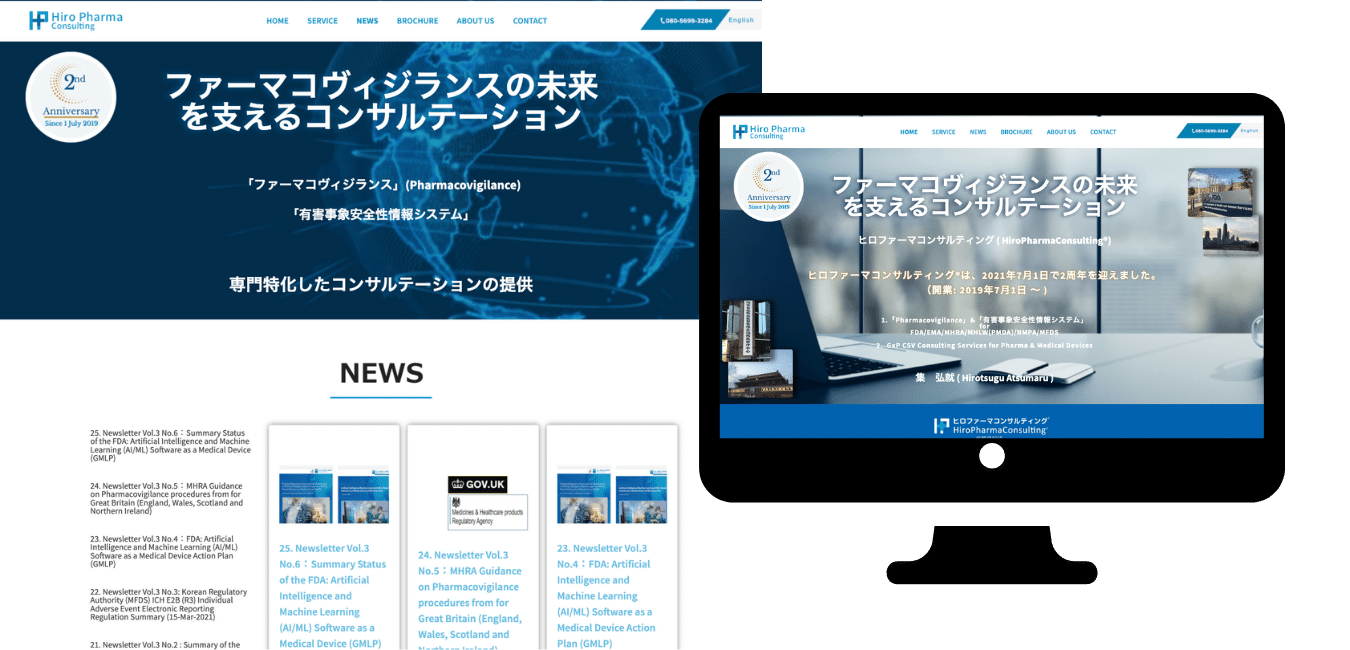 Hiro Pharma
Consulting
HOME SERVICE NEWS BROCHURE ABOUT US CONTACT
080-5699-3284
English
2nd
Anniversary
Since 1 July 2019
ファーマコヴィジランスの未来
を支えるコンサルテーション
「ファーマコヴィジランス」(Pharmacovigilance)
「有害事象安全性情報システム」
専門特化したコンサルテーションの提供
NEWS
25. Newsletter Vol.3 No.6：Summary Status
of the FDA: Artificial Intelligence and Machine
Learning (AI/ML) Software as a Medical Device
(GMLP)
24. Newsletter Vol.3 No.5：MHRA Guidance
on Pharmacovigilance procedures from for
Great Britain (England, Wales, Scotland and
Northern Ireland)
23. Newsletter Vol.3 No.4：FDA: Artificial
Intelligence and Machine Learning (AI/ML)
Software as a Medical Device Action Plan
(GMLP)
22. Newsletter Vol.3 No.3: Korean Regulatory
Authority (MFDS) ICH E2B (R3) Individual
Adverse Event Electronic Reporting
Regulation Summary (15-Mar-2021)
21. Newsletter Vol.3 No.2 : Summary of the
25. Newsletter Vol.3
No.6：Summary Status
of the FDA: Artificial
Intelligence and
Machine Learning
(AI/ML) Software as a
Medical Device (GMLP)
GOV.UK
Medicines & Healthcare products
Regulatory Agency
24. Newsletter Vol.3
No.5：MHRA Guidance
on Pharmacovigilance
procedures from for
Great Britain (England,
Wales, Scotland and
Northern Ireland)
23. Newsletter Vol.3
No.4：FDA: Artificial
Intelligence and
Machine Learning
(AI/ML) Software as a
Medical Device Action
Plan (GMLP)
Hiro Pharma
Consulting
HOME SERVICE NEWS BROCHURE ABOUT US CONTACT
080-5699-3284
English
2nd
Anniversary
Since 1 July 2019
ファーマコヴィジランスの未来
を支えるコンサルテーション
ヒロファーマコンサルティング ( HiroPharmaConsulting®)
ヒロファーマコンサルティング®は、2021年7月1日で2周年を迎えました。
（開業: 2019年7月1日 〜 )
1.「Pharmacovigilance」&「有害事象安全性情報システム」
for
FDA/EMA/MHRA/MHLW(PMDA)/NMPA/MFDS
2. GxP CSV Consulting Services for Pharma & Medical Devices
集　弘就 ( Hirotsugu Atsumaru )
ヒロファーマコンサルティング
HiroPharmaConsulting